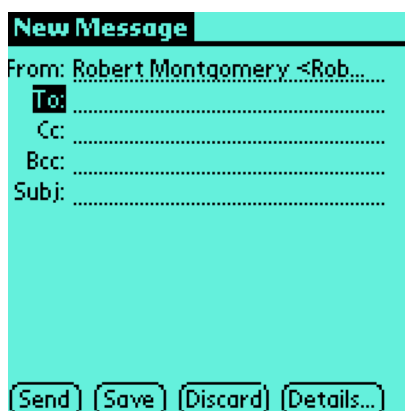 New Message
From: Robert Montgomery <Rob...
To:
Cc:
Bcc:
Subj:
Send Save Discard Details...